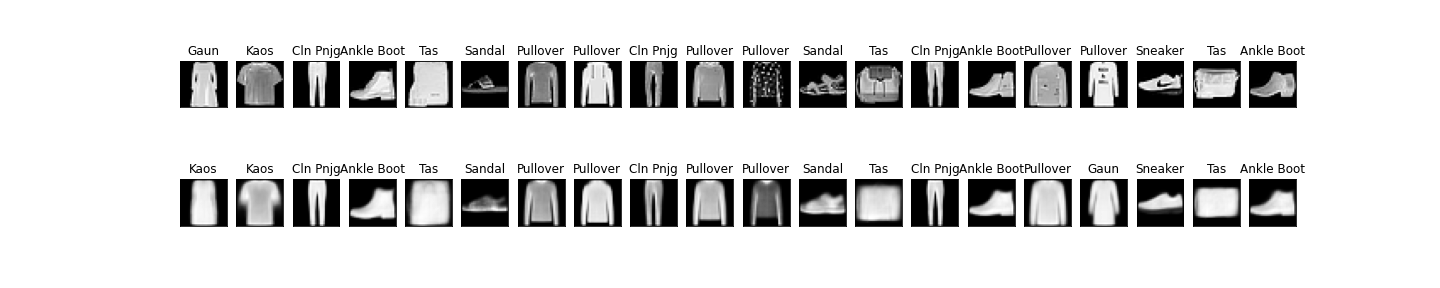 Gaun Kaos Cln Pnjg Ankle Boot Tas Sandal Pullover Pullover Cln Pnjg Pullover Pullover Sandal Tas Cln Pnjg Ankle Boot Pullover Pullover Sneaker Tas Ankle Boot
Kaos Kaos Cln Pnjg Ankle Boot Tas Sandal Pullover Pullover Cln Pnjg Pullover Pullover Sandal Tas Cln Pnjg Ankle Boot Pullover Gaun Sneaker Tas Ankle Boot